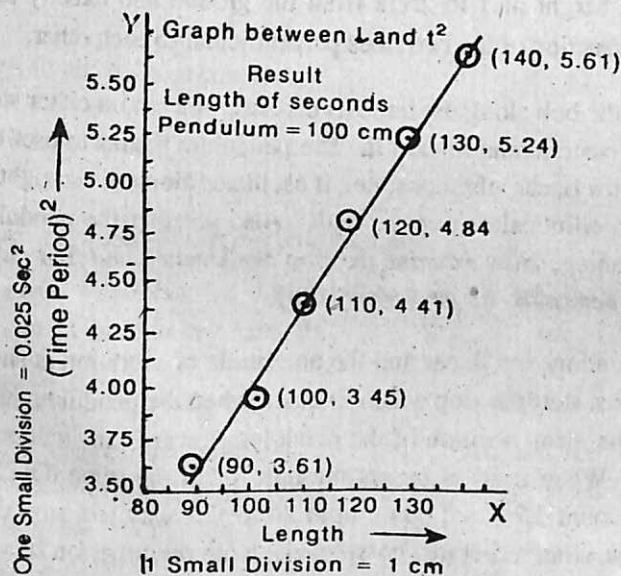 Y
Graph between L and t²
Result
Length of seconds
Pendulum = 100 cm
(140, 5.61)
(130, 5.24)
(120, 4.84
(110, 4 41)
(100, 3.45)
(90, 3.61)
5.50
5.25
5.00
4.75
4.50
4.25
4.00
3.75
3.50
80 90 100 110 120 130 X
Length
1 Small Division = 1 cm
One Small Division = 0.025 Sec²
(Time Period)²